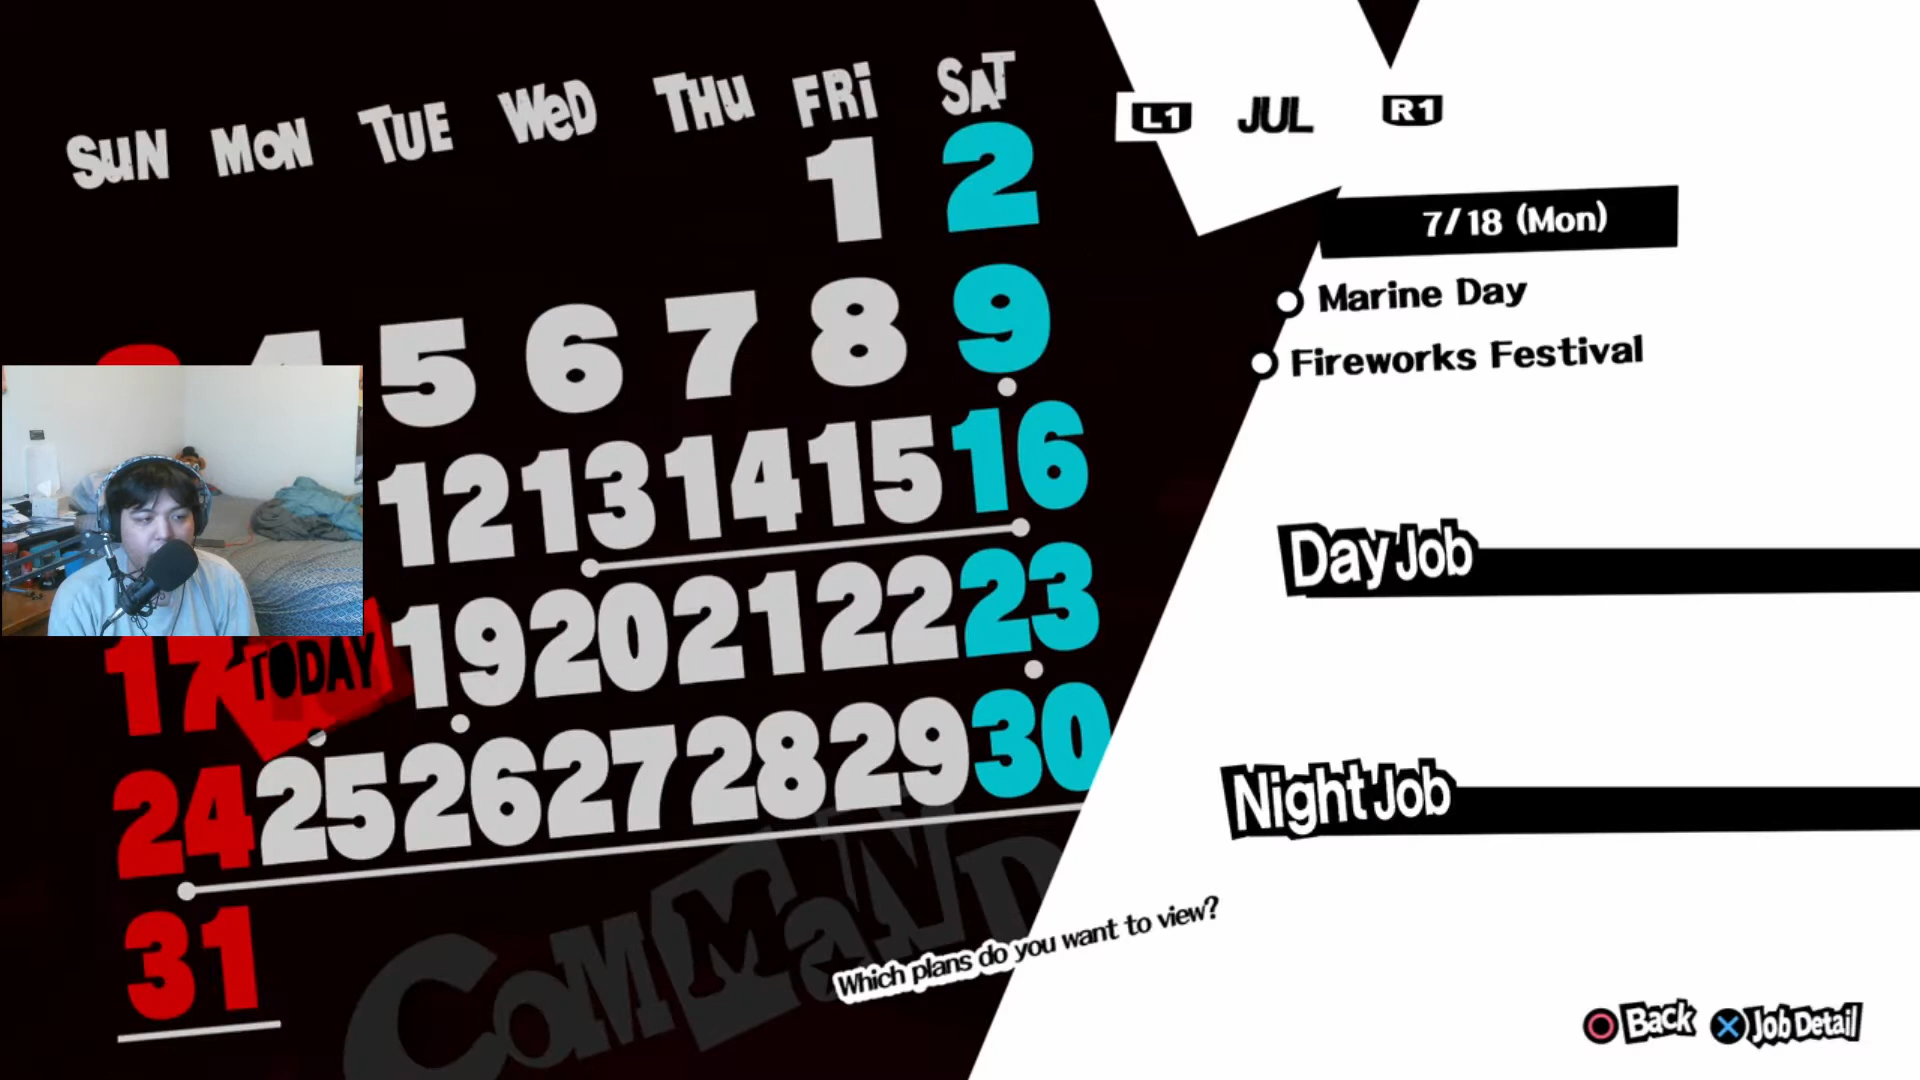 SuN MoN TUE WeD THu FRi SAT
L1 JUL R1
1 2
7/18 (Mon)
5 6 7 8 9
Marine Day
Fireworks Festival
12 13 14 15 16
Day Job
17 TODAY 19 20 21 22 23
24 25 26 27 28 29 30
Night Job
31
COMMAND
Which plans do you want to view?
Back Job Detail